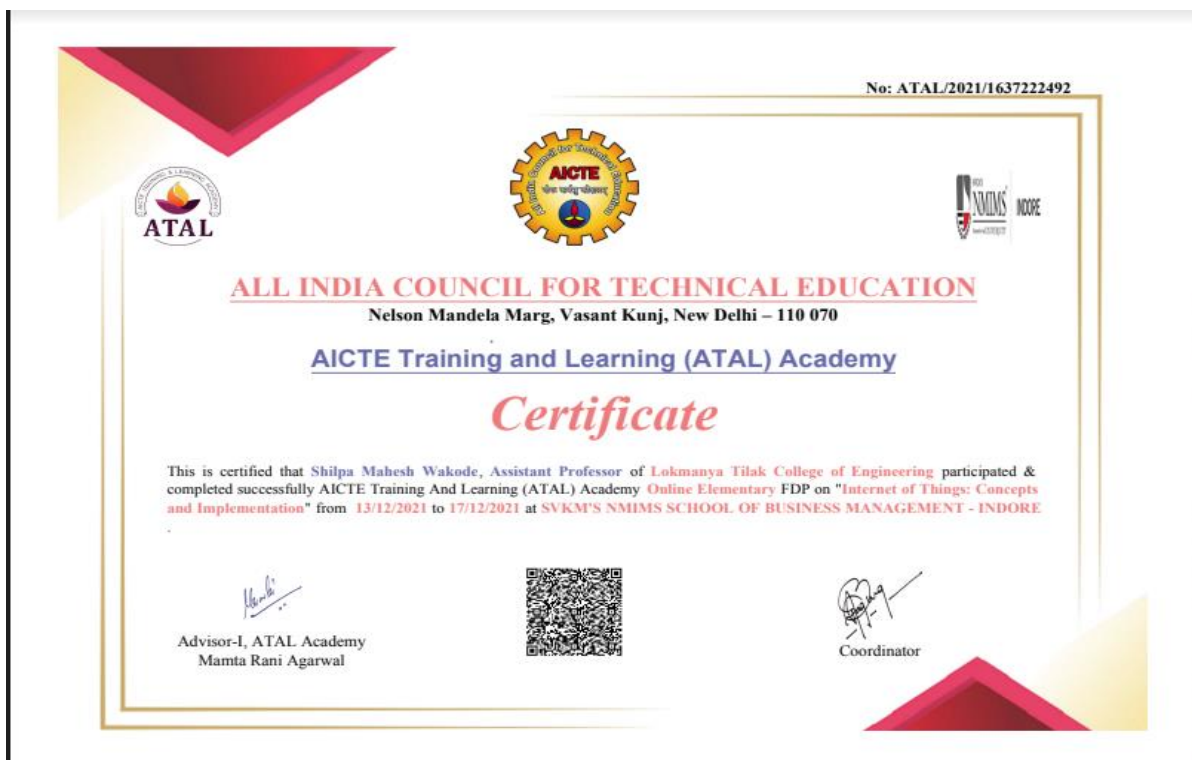 No: ATAL/2021/1637222492
ATAL
AICTE
NMIMS INDORE
ALL INDIA COUNCIL FOR TECHNICAL EDUCATION
Nelson Mandela Marg, Vasant Kunj, New Delhi – 110 070
AICTE Training and Learning (ATAL) Academy
Certificate
This is certified that Shilpa Mahesh Wakode, Assistant Professor of Lokmanya Tilak College of Engineering participated &
completed successfully AICTE Training And Learning (ATAL) Academy Online Elementary FDP on "Internet of Things: Concepts
and Implementation" from 13/12/2021 to 17/12/2021 at SVKM'S NMIMS SCHOOL OF BUSINESS MANAGEMENT - INDORE
.
Advisor-I, ATAL Academy
Mamta Rani Agarwal
Coordinator